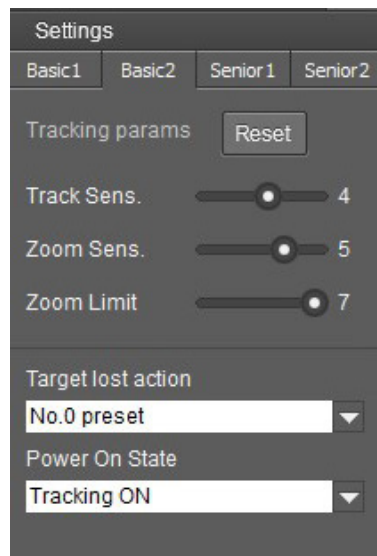 Settings
Basic1 Basic2 Senior1 Senior2
Tracking params Reset
Track Sens. 4
Zoom Sens. 5
Zoom Limit 7
Target lost action
No.0 preset
Power On State
Tracking ON